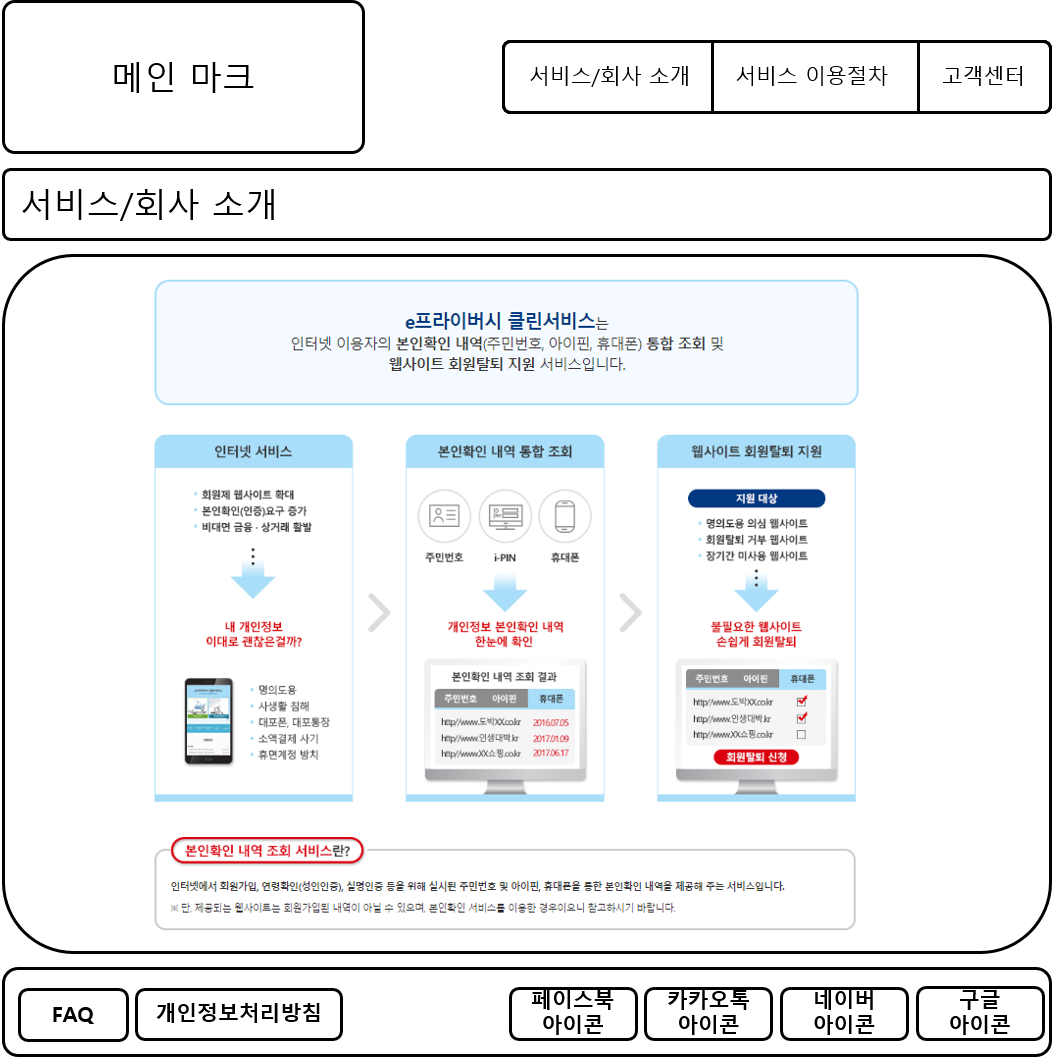 메인 마크
서비스/회사 소개
서비스 이용절차
고객센터
서비스/회사 소개
e프라이버시 클린서비스는
인터넷 이용자의 본인확인 내역(주민번호, 아이핀, 휴대폰) 통합 조회 및
웹사이트 회원탈퇴 지원 서비스입니다.
인터넷 서비스
• 회원제 웹사이트 확대
• 본인확인(인증)요구 증가
• 비대면 금융 · 상거래 활발
내 개인정보
이대로 괜찮은걸까?
• 명의도용
• 사생활 침해
• 대포폰, 대포통장
• 소액결제 사기
• 휴면계정 방치
본인확인 내역 통합 조회
주민번호
i-PIN
휴대폰
개인정보 본인확인 내역
한눈에 확인
본인확인 내역 조회 결과
주민번호 아이핀 휴대폰
http//www.도박XX.co.kr 2016.07.05
http//www.인생대박.kr 2017.01.09
http//www.XX쇼핑.co.kr 2017.06.17
웹사이트 회원탈퇴 지원
지원 대상
• 명의도용 의심 웹사이트
• 회원탈퇴 거부 웹사이트
• 장기간 미사용 웹사이트
불필요한 웹사이트
손쉽게 회원탈퇴
주민번호 아이핀 휴대폰
http//www.도박XX.co.kr
http//www.인생대박.kr
http//www.XX쇼핑.co.kr
회원탈퇴 신청
본인확인 내역 조회 서비스란?
인터넷에서 회원가입, 연령확인(성인인증), 실명인증 등을 위해 실시된 주민번호 및 아이핀, 휴대폰을 통한 본인확인 내역을 제공해 주는 서비스입니다.
※ 단, 제공되는 웹사이트는 회원가입된 내역이 아닐 수 있으며, 본인확인 서비스를 이용한 경우이오니 참고하시기 바랍니다.
FAQ
개인정보처리방침
페이스북
아이콘
카카오톡
아이콘
네이버
아이콘
구글
아이콘